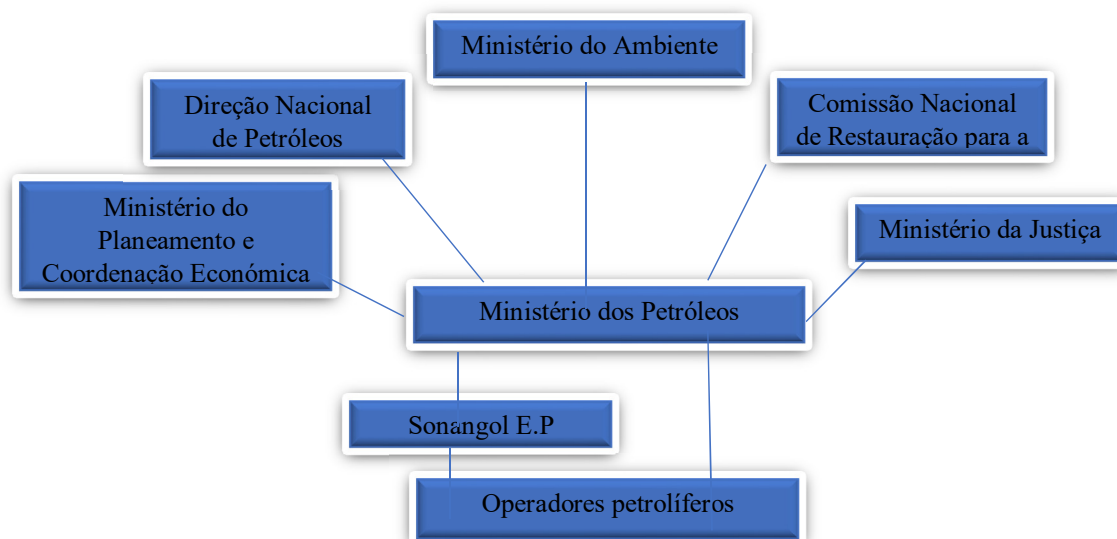 Ministério do Ambiente
Direção Nacional
de Petróleos
Comissão Nacional
de Restauração para a
Ministério do
Planeamento e
Coordenação Económica
Ministério da Justiça
Ministério dos Petróleos
Sonangol E.P
Operadores petrolíferos